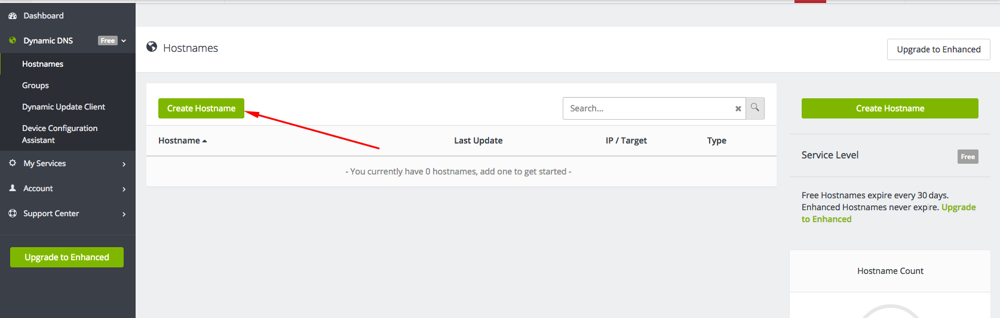 Dashboard
Dynamic DNS Free
Hostnames
Groups
Dynamic Update Client
Device Configuration
Assistant
My Services
Account
Support Center
Upgrade to Enhanced
Hostnames
Upgrade to Enhanced
Create Hostname
Search...
Hostname Last Update IP / Target Type
- You currently have 0 hostnames, add one to get started -
Create Hostname
Service Level Free
Free Hostnames expire every 30 days.
Enhanced Hostnames never expire. Upgrade
to Enhanced
Hostname Count